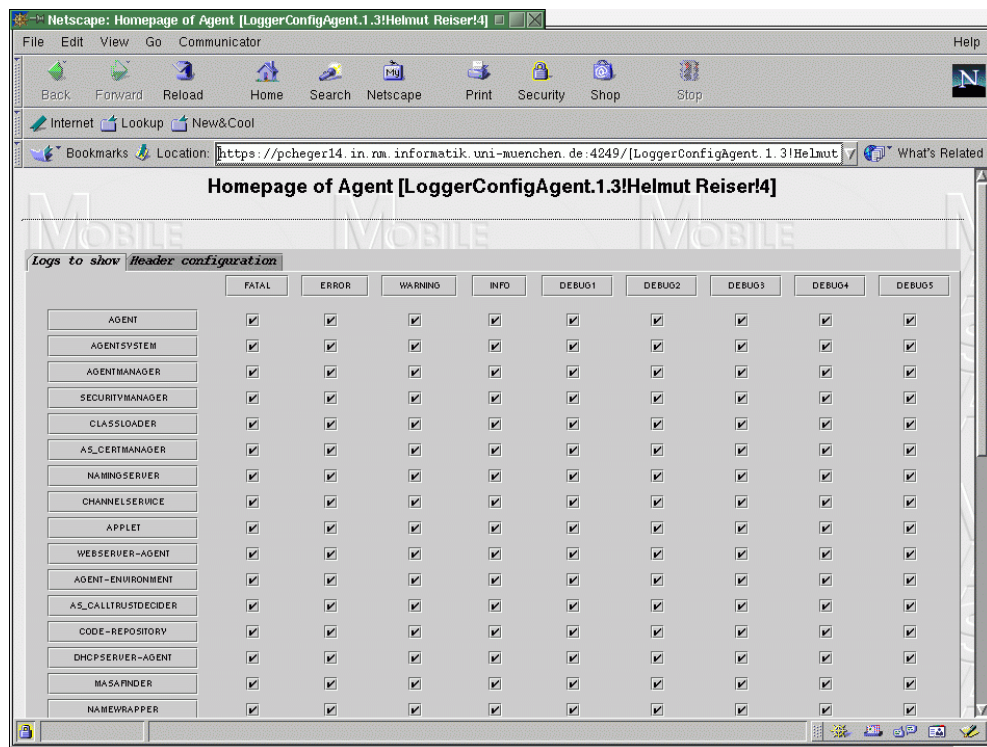 Netscape: Homepage of Agent [LoggerConfigAgent.1.3!Helmut Reiser!4]
File Edit View Go Communicator Help
My
N
Back Forward Reload Home Search Netscape Print Security Shop Stop
Internet Lookup New&Cool
Bookmarks Location: https://pcheger14.in.nm.informatik.uni-muenchen.de:4249/[LoggerConfigAgent.1.3!Helmut What's Related
Homepage of Agent [LoggerConfigAgent.1.3!Helmut Reiser!4]
MOBILE MOBILE MOBILE
Logs to show Header configuration
FATAL ERROR WARNING INFO DEBUG1 DEBUG2 DEBUG3 DEBUG4 DEBUG5
AGENT
AGENTSYSTEM
AGENTMANAGER
SECURITYMANAGER
CLASSLOADER
AS_CERTMANAGER
NAMINGSERVER
CHANNELSERVICE
APPLET
WEBSERVER-AGENT
AGENT-ENVIRONMENT
AS_CALLTRUSTDECIDER
CODE-REPOSITORY
DHCPSERVER-AGENT
MASAFINDER
NAMEWRAPPER